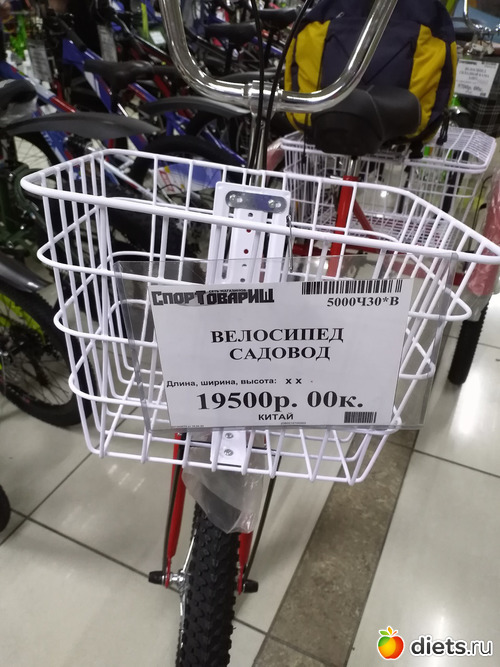 СПОРТОВАРИЩ
5000Ч30*В
ВЕЛОСИПЕД
САДОВОД
Длина, ширина, высота: X X
19500р. 00к.
КИТАЙ
diets.ru